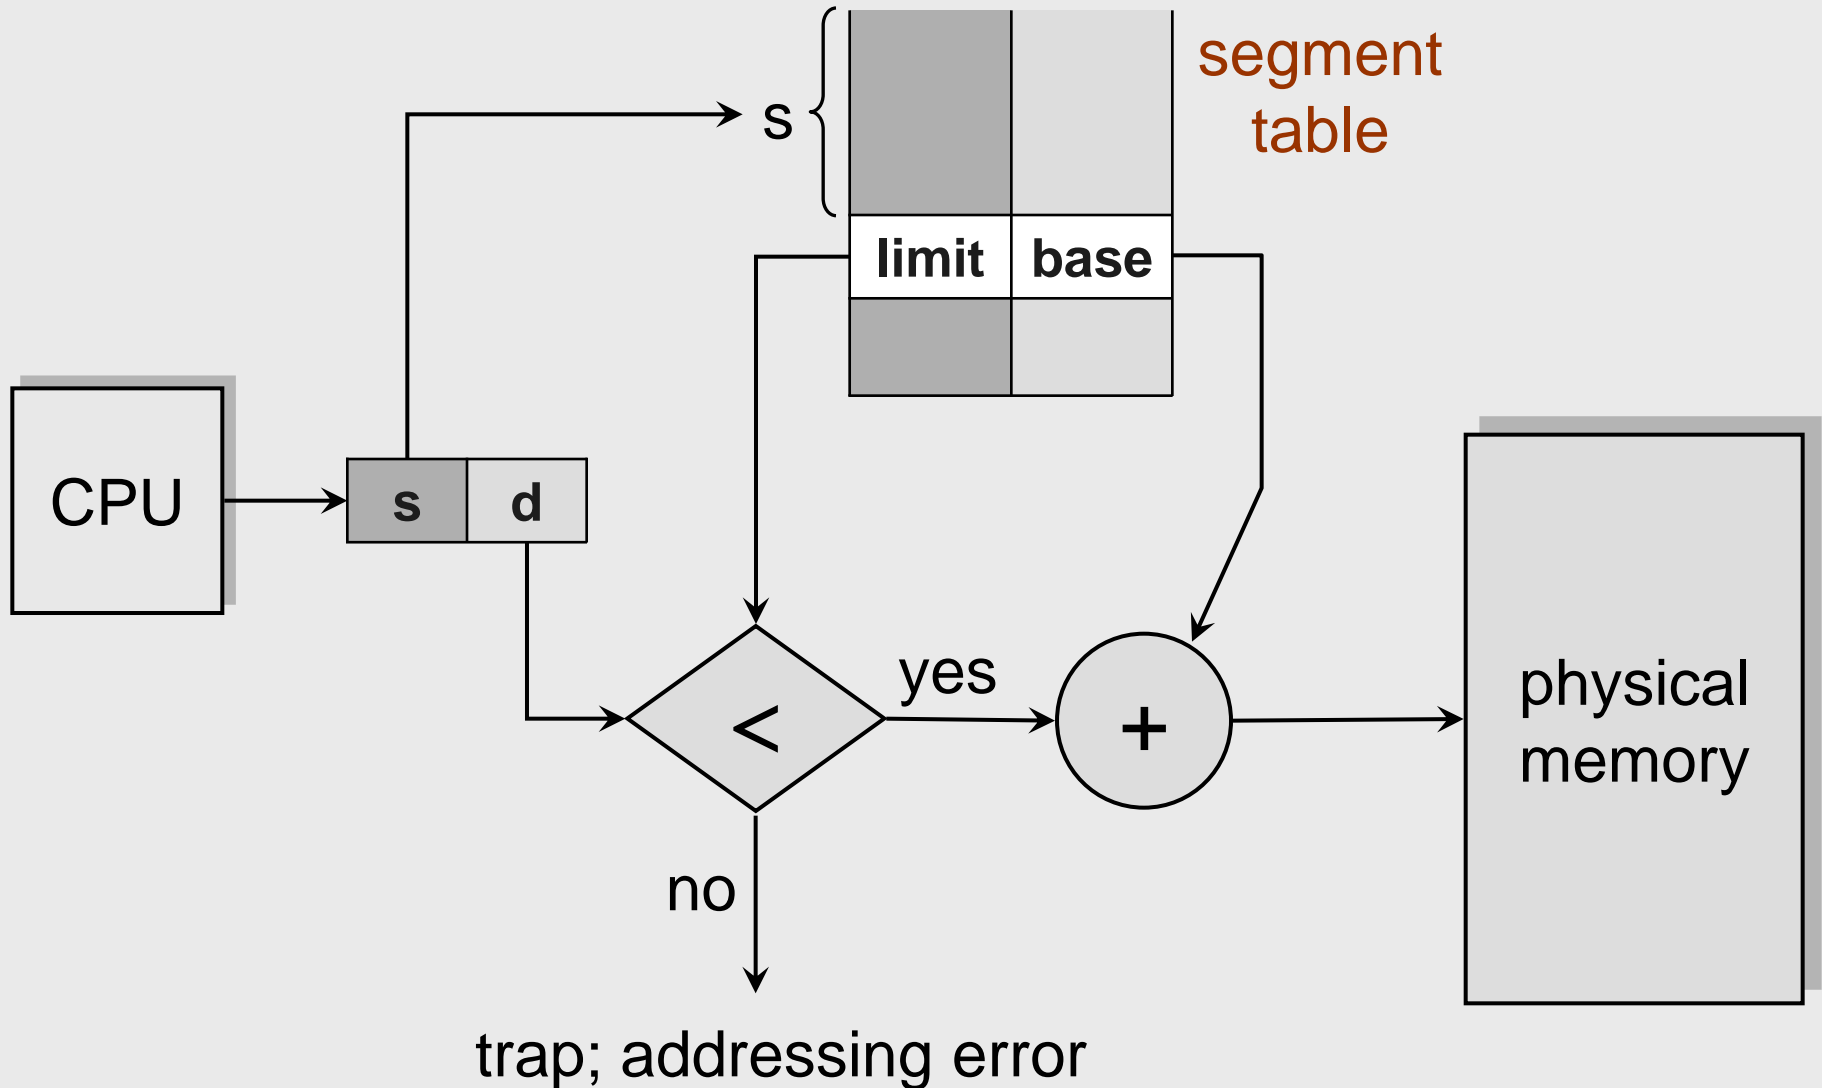 segment
table
s
limit base
CPU
s d
yes
<
+
physical
memory
no
trap; addressing error